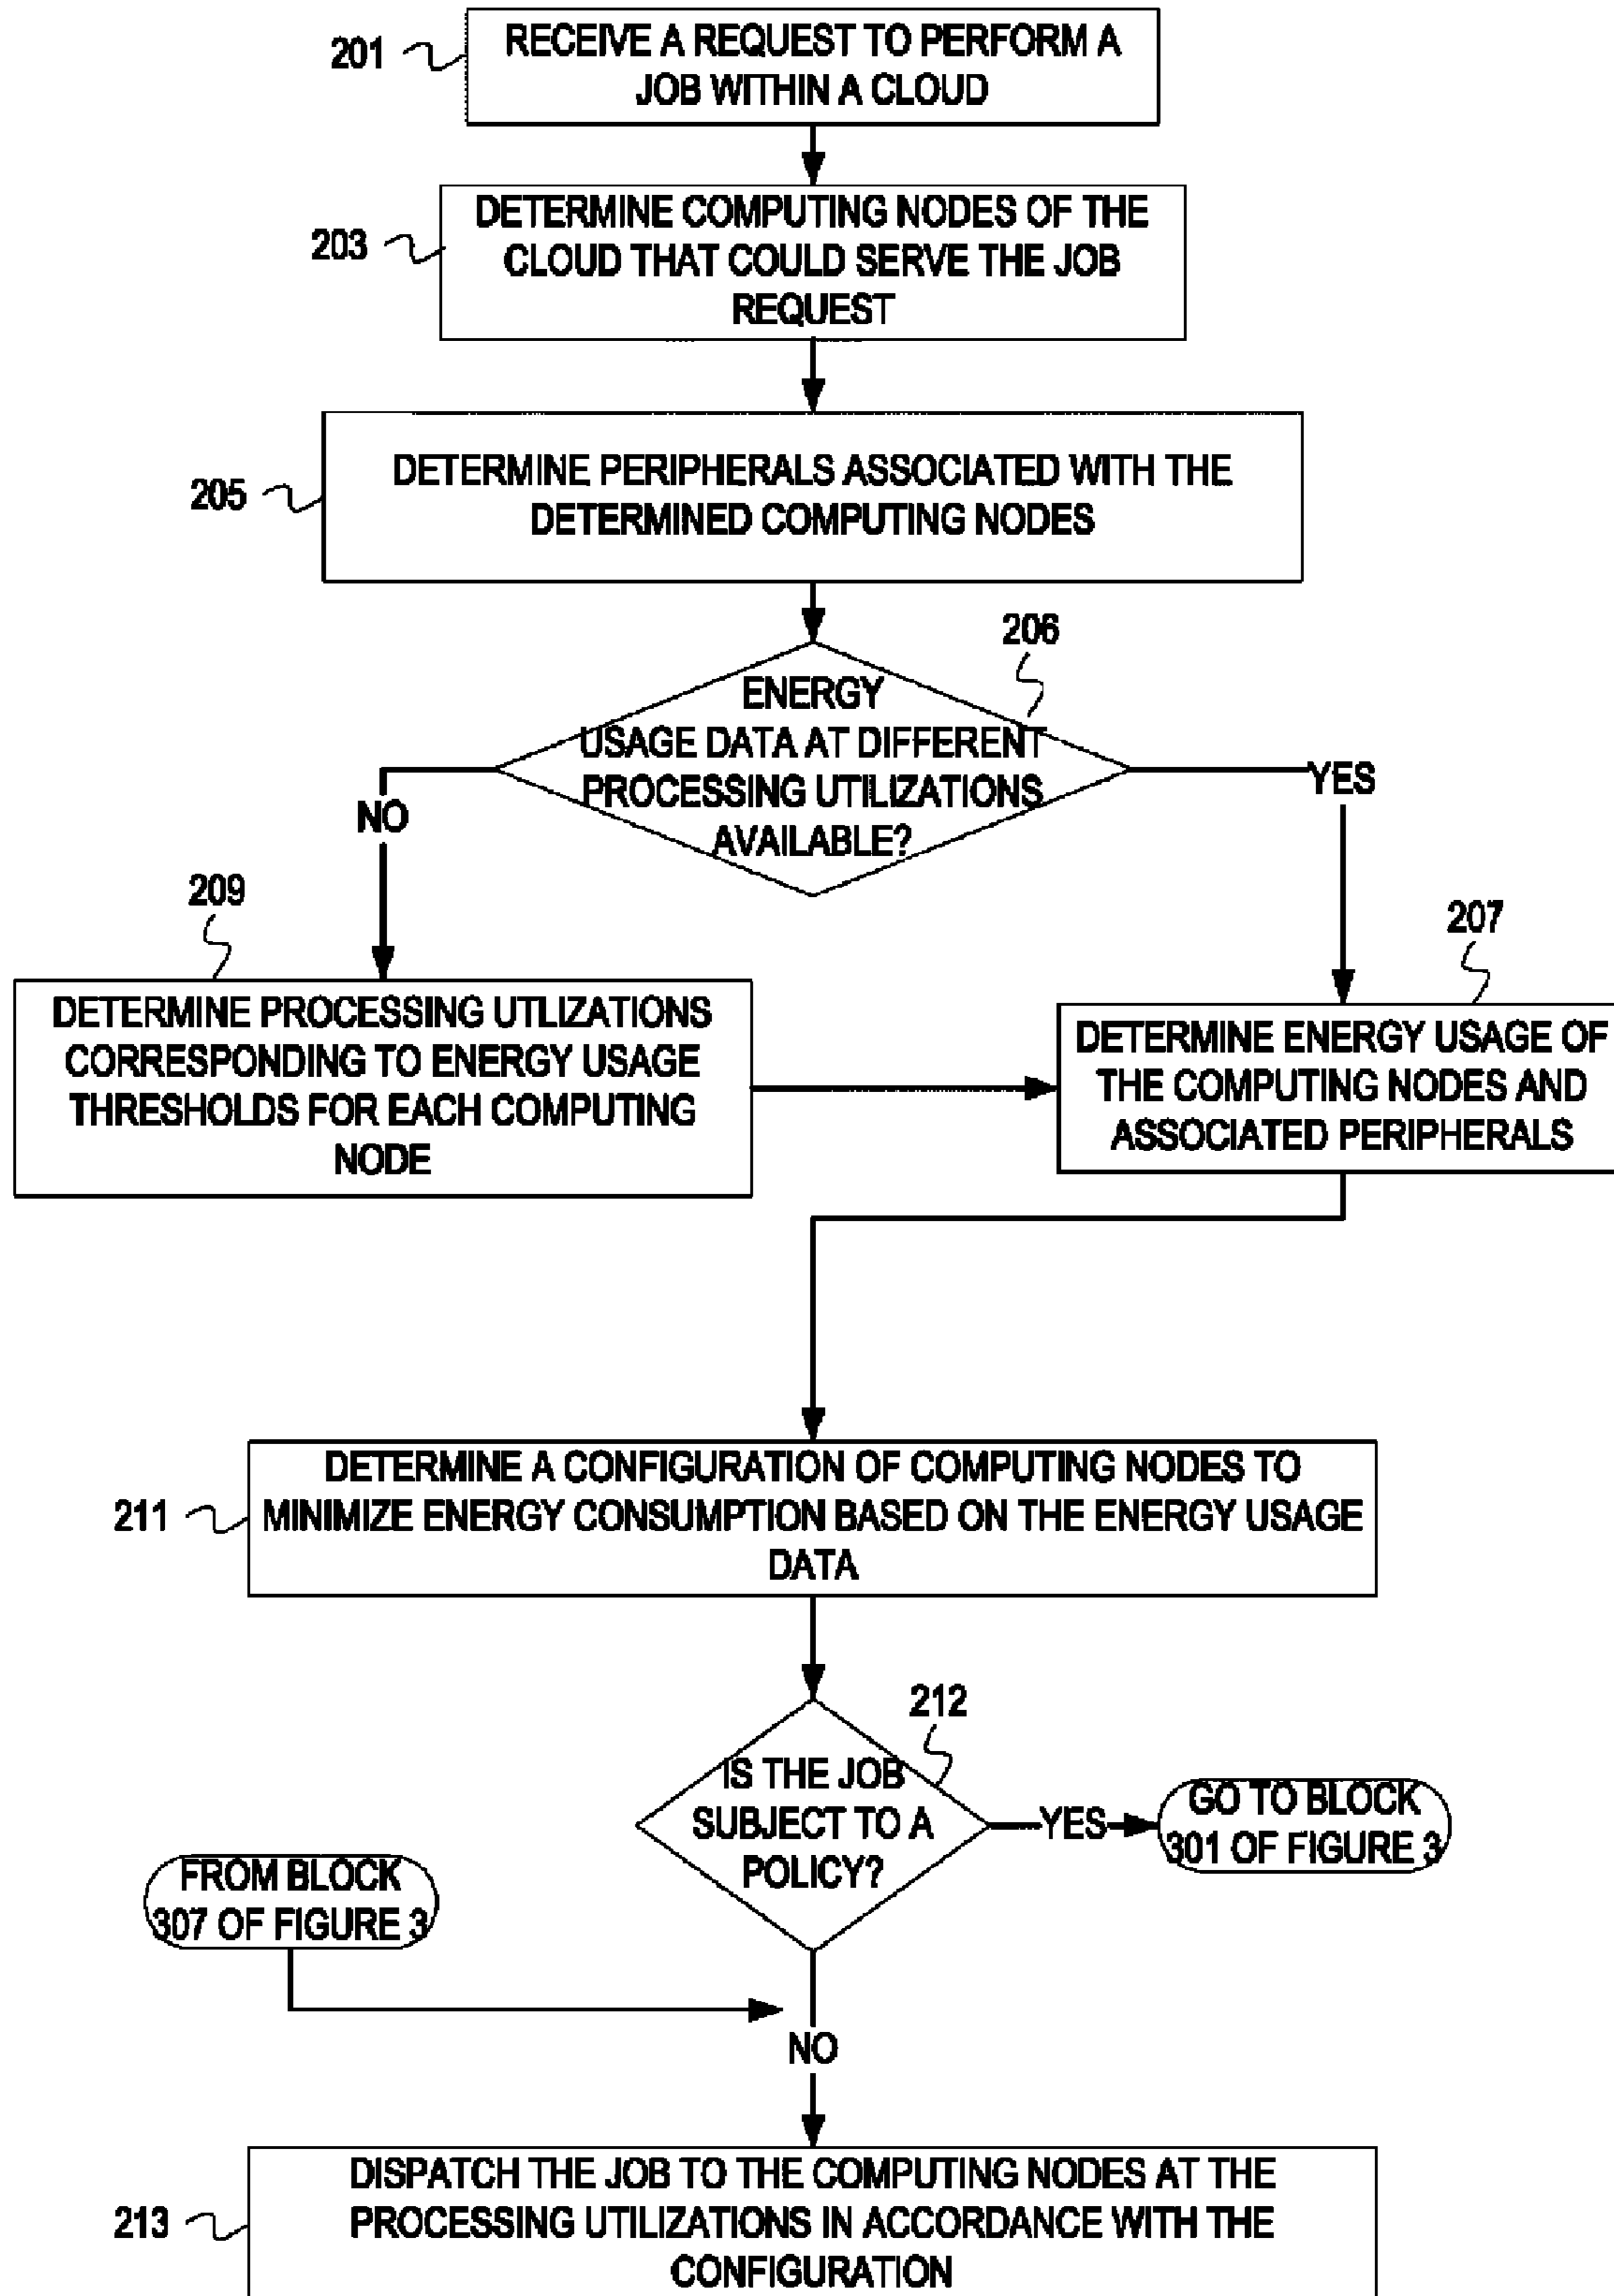 201
RECEIVE A REQUEST TO PERFORM A
JOB WITHIN A CLOUD
203
DETERMINE COMPUTING NODES OF THE
CLOUD THAT COULD SERVE THE JOB
REQUEST
205
DETERMINE PERIPHERALS ASSOCIATED WITH THE
DETERMINED COMPUTING NODES
206
ENERGY
USAGE DATA AT DIFFERENT
PROCESSING UTILIZATIONS
AVAILABLE?
NO
YES
209
DETERMINE PROCESSING UTLIZATIONS
CORRESPONDING TO ENERGY USAGE
THRESHOLDS FOR EACH COMPUTING
NODE
207
DETERMINE ENERGY USAGE OF
THE COMPUTING NODES AND
ASSOCIATED PERIPHERALS
211
DETERMINE A CONFIGURATION OF COMPUTING NODES TO
MINIMIZE ENERGY CONSUMPTION BASED ON THE ENERGY USAGE
DATA
212
IS THE JOB
SUBJECT TO A
POLICY?
YES
GO TO BLOCK
301 OF FIGURE 3
FROM BLOCK
307 OF FIGURE 3
NO
213
DISPATCH THE JOB TO THE COMPUTING NODES AT THE
PROCESSING UTILIZATIONS IN ACCORDANCE WITH THE
CONFIGURATION